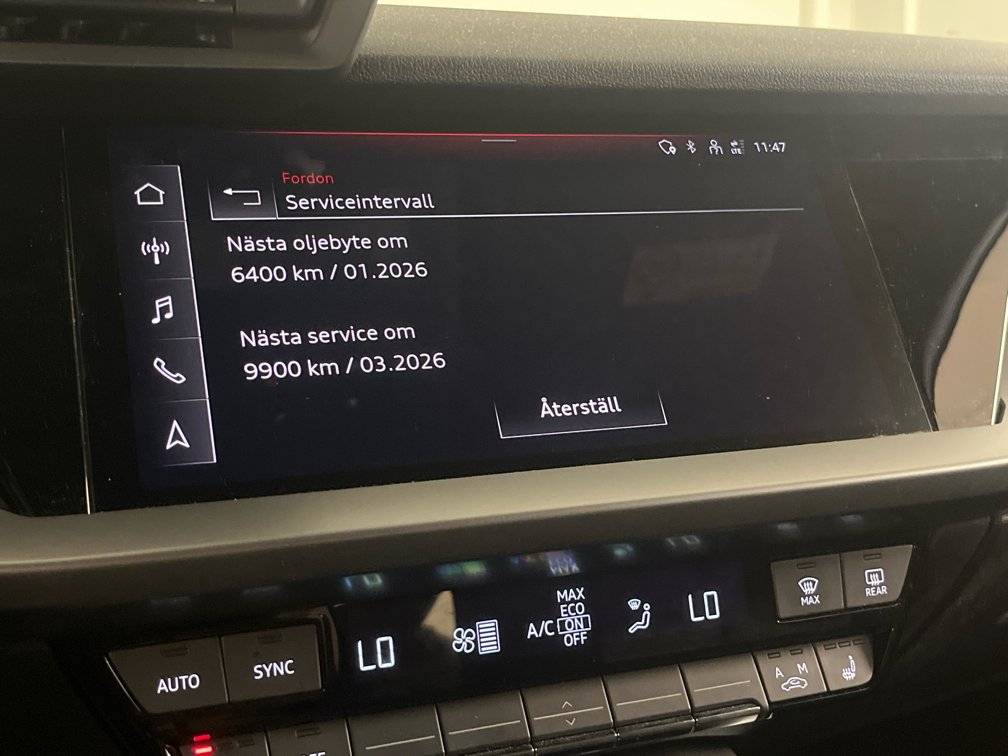 LTE 11:47
Fordon
Serviceintervall
Nästa oljebyte om
6400 km / 01.2026
Nästa service om
9900 km / 03.2026
Återställ
MAX
ECO
A/C ON
OFF
LO
LO
MAX
REAR
AUTO
SYNC
A M